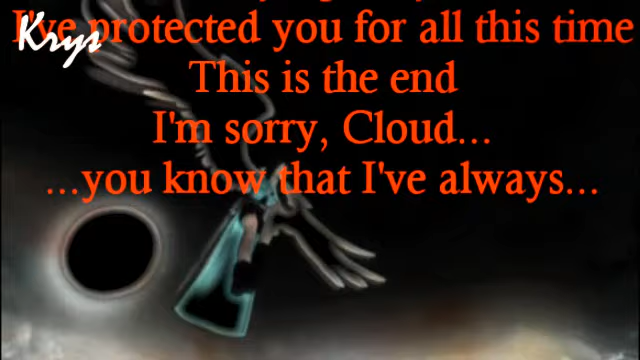 I've protected you for all this time
Krys
This is the end
I'm sorry, Cloud...
...you know that I've always...